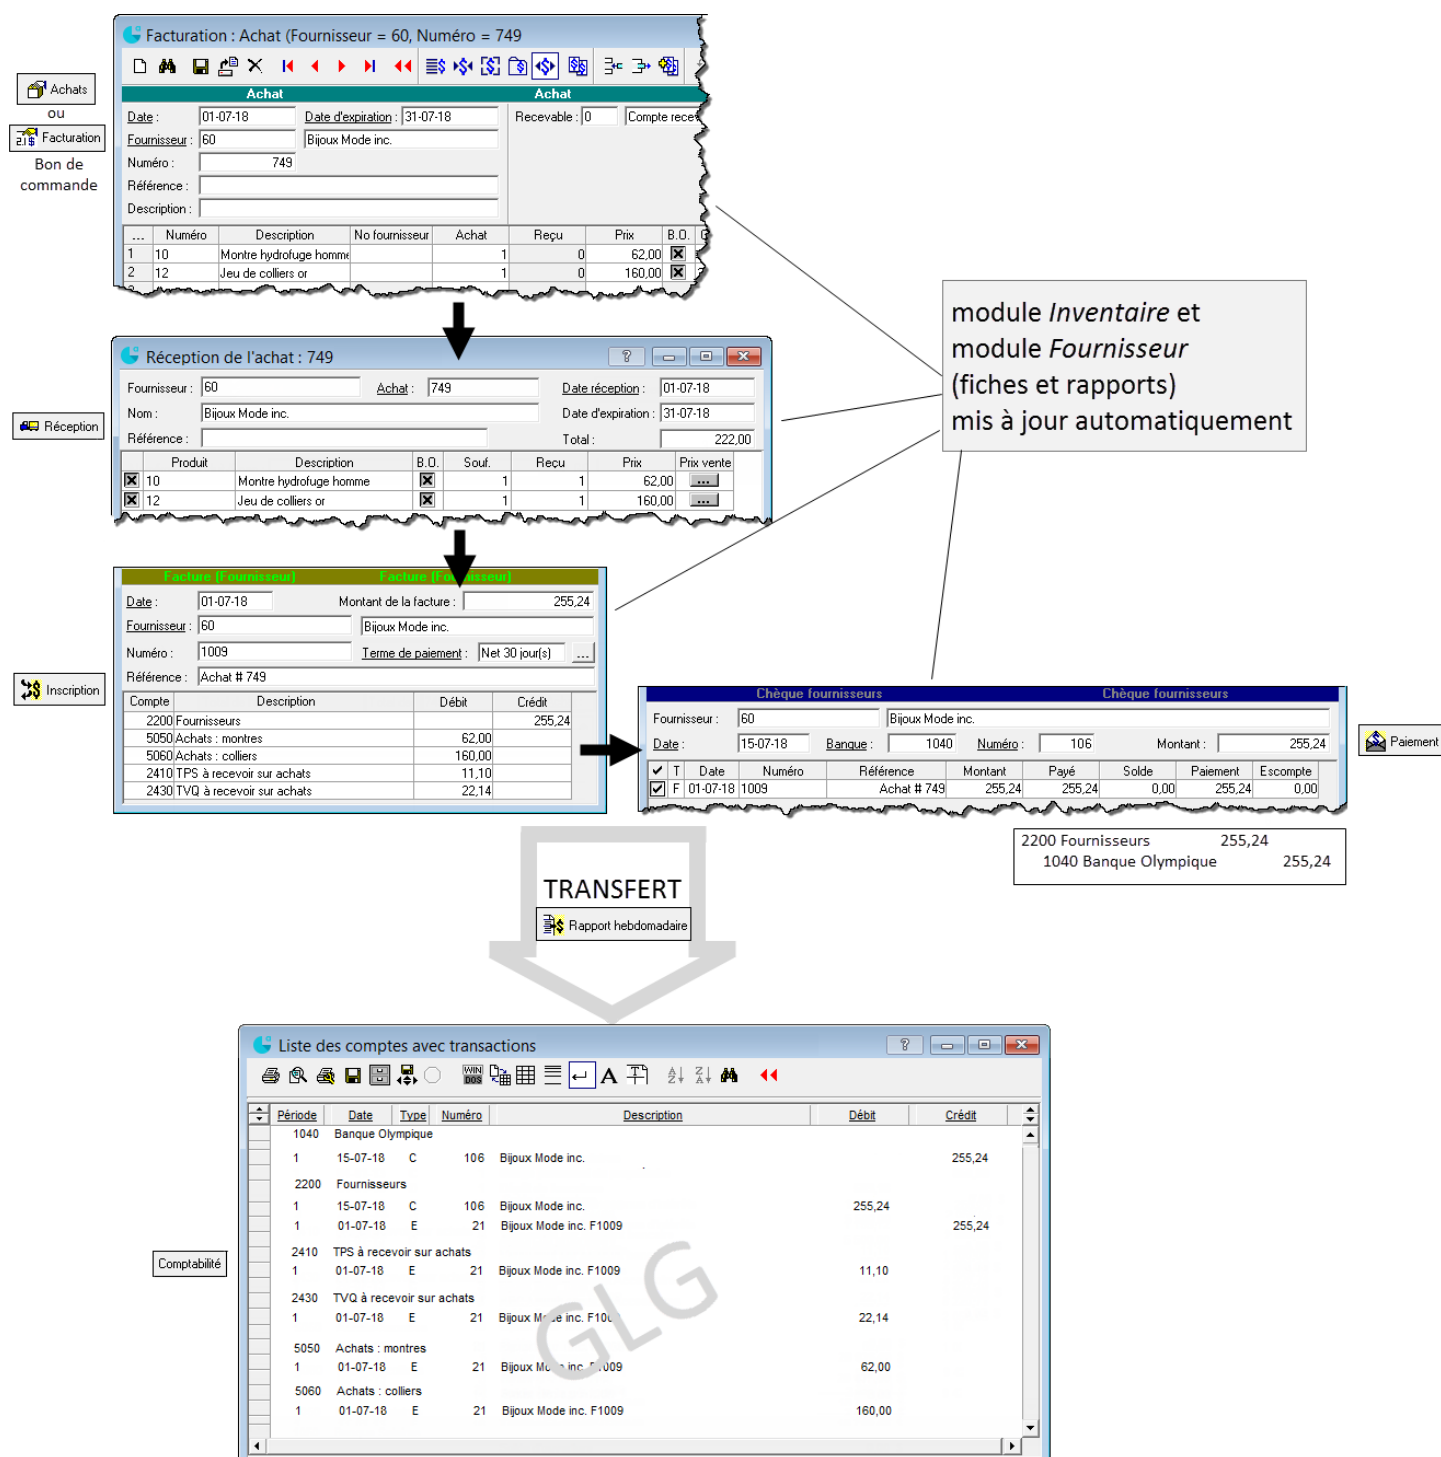 Facturation : Achat (Fournisseur = 60, Numéro = 749
Achats
ou
Facturation
Bon de
commande
Achat Achat
Date : 01-07-18 Date d'expiration : 31-07-18 Recevable : 0
Fournisseur : 60 Bijoux Mode inc.
Numéro : 749
Référence :
Description :
... Numéro Description No fournisseur Achat Reçu Prix B.O.
1 10 Montre hydrofuge homme 1 0 62,00
2 12 Jeu de colliers or 1 0 160,00
module Inventaire et
module Fournisseur
(fiches et rapports)
mis à jour automatiquement
Réception de l'achat : 749
Réception
Fournisseur : 60 Achat : 749 Date réception : 01-07-18
Nom : Bijoux Mode inc. Date d'expiration : 31-07-18
Référence : Total : 222,00
Produit Description B.O. Souf. Reçu Prix Prix vente
10 Montre hydrofuge homme 1 1 62,00 ...
12 Jeu de colliers or 1 1 160,00 ...
Facture (Fournisseur) Facture (Fournisseur)
Inscription
Date : 01-07-18 Montant de la facture : 255,24
Fournisseur : 60 Bijoux Mode inc.
Numéro : 1009 Terme de paiement : Net 30 jour(s) ...
Référence : Achat # 749
Compte Description Débit Crédit
2200 Fournisseurs 255,24
5050 Achats : montres 62,00
5060 Achats : colliers 160,00
2410 TPS à recevoir sur achats 11,10
2430 TVQ à recevoir sur achats 22,14
Chèque fournisseurs Chèque fournisseurs
Paiement
Fournisseur : 60 Bijoux Mode inc.
Date : 15-07-18 Banque : 1040 Numéro : 106 Montant : 255,24
T Date Numéro Référence Montant Payé Solde Paiement Escompte
F 01-07-18 1009 Achat # 749 255,24 255,24 0,00 255,24 0,00
2200 Fournisseurs 255,24
1040 Banque Olympique 255,24
TRANSFERT
Rapport hebdomadaire
Liste des comptes avec transactions
WIN
DOS
Comptabilité
Période Date Type Numéro Description Débit Crédit
1040 Banque Olympique
1 15-07-18 C 106 Bijoux Mode inc. 255,24
2200 Fournisseurs
1 15-07-18 C 106 Bijoux Mode inc. 255,24
1 01-07-18 E 21 Bijoux Mode inc. F1009 255,24
2410 TPS à recevoir sur achats
1 01-07-18 E 21 Bijoux Mode inc. F1009 11,10
2430 TVQ à recevoir sur achats
1 01-07-18 E 21 Bijoux Mode inc. F1009 22,14
5050 Achats : montres
1 01-07-18 E 21 Bijoux Mode inc. F1009 62,00
5060 Achats : colliers
1 01-07-18 E 21 Bijoux Mode inc. F1009 160,00
GLG